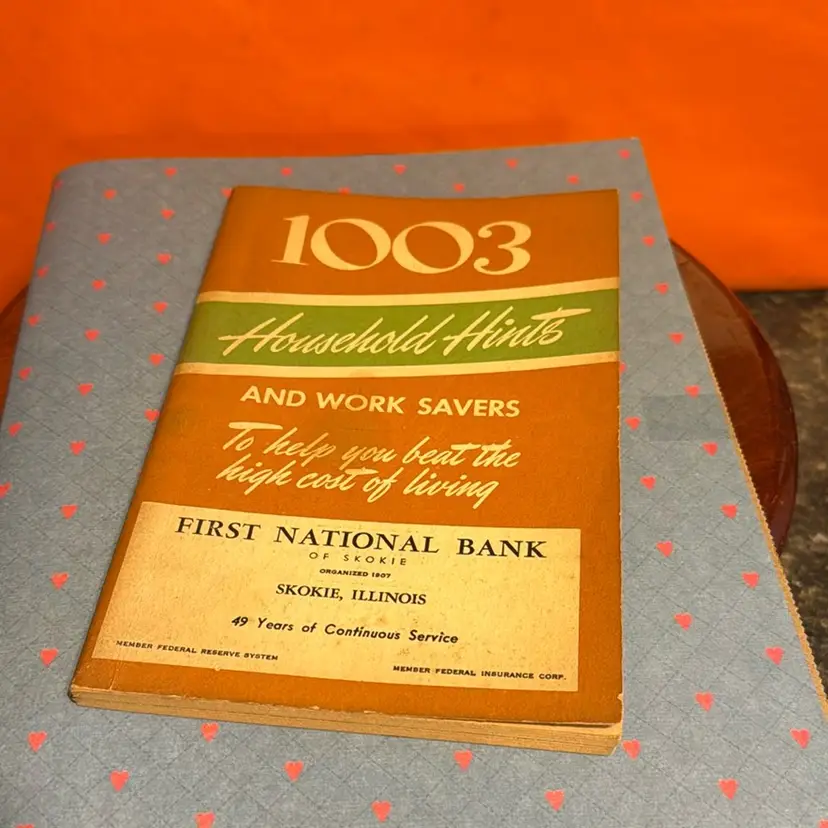 1003
Household Hints
AND WORK SAVERS
To help you beat the
high cost of living
FIRST NATIONAL BANK
OF SKOKIE
ORGANIZED 1907
SKOKIE, ILLINOIS
49 Years of Continuous Service
MEMBER FEDERAL RESERVE SYSTEM
MEMBER FEDERAL INSURANCE CORP.